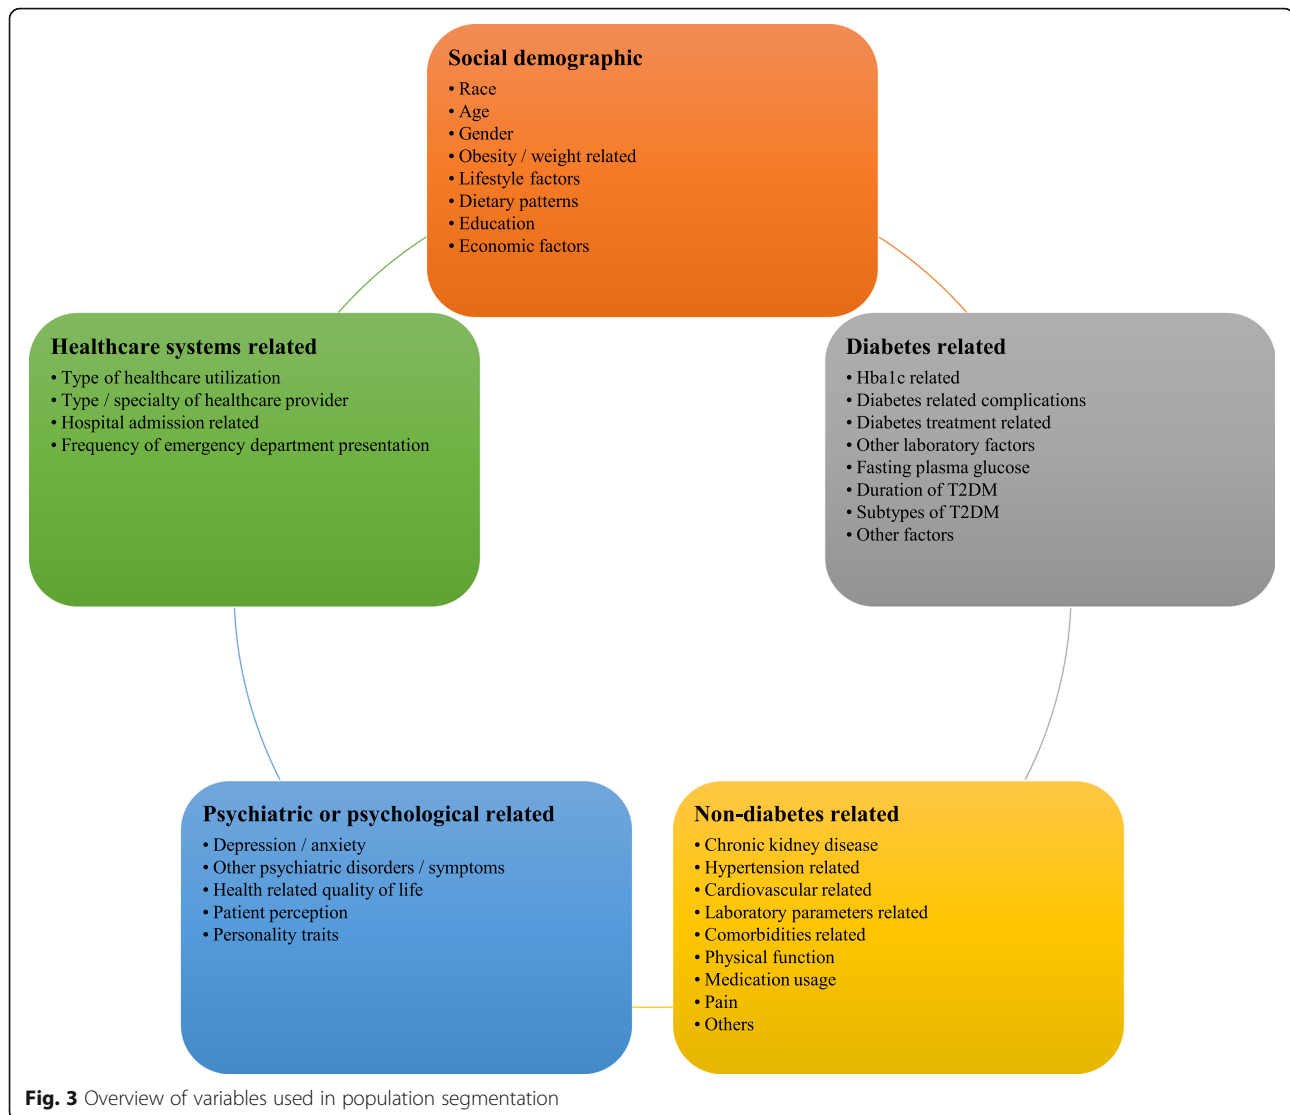 Social demographic
• Race
• Age
• Gender
• Obesity / weight related
• Lifestyle factors
• Dietary patterns
• Education
• Economic factors
Healthcare systems related
• Type of healthcare utilization
• Type / specialty of healthcare provider
• Hospital admission related
• Frequency of emergency department presentation
Diabetes related
• Hba1c related
• Diabetes related complications
• Diabetes treatment related
• Other laboratory factors
• Fasting plasma glucose
• Duration of T2DM
• Subtypes of T2DM
• Other factors
Psychiatric or psychological related
• Depression / anxiety
• Other psychiatric disorders / symptoms
• Health related quality of life
• Patient perception
• Personality traits
Non-diabetes related
• Chronic kidney disease
• Hypertension related
• Cardiovascular related
• Laboratory parameters related
• Comorbidities related
• Physical function
• Medication usage
• Pain
• Others
Fig. 3 Overview of variables used in population segmentation